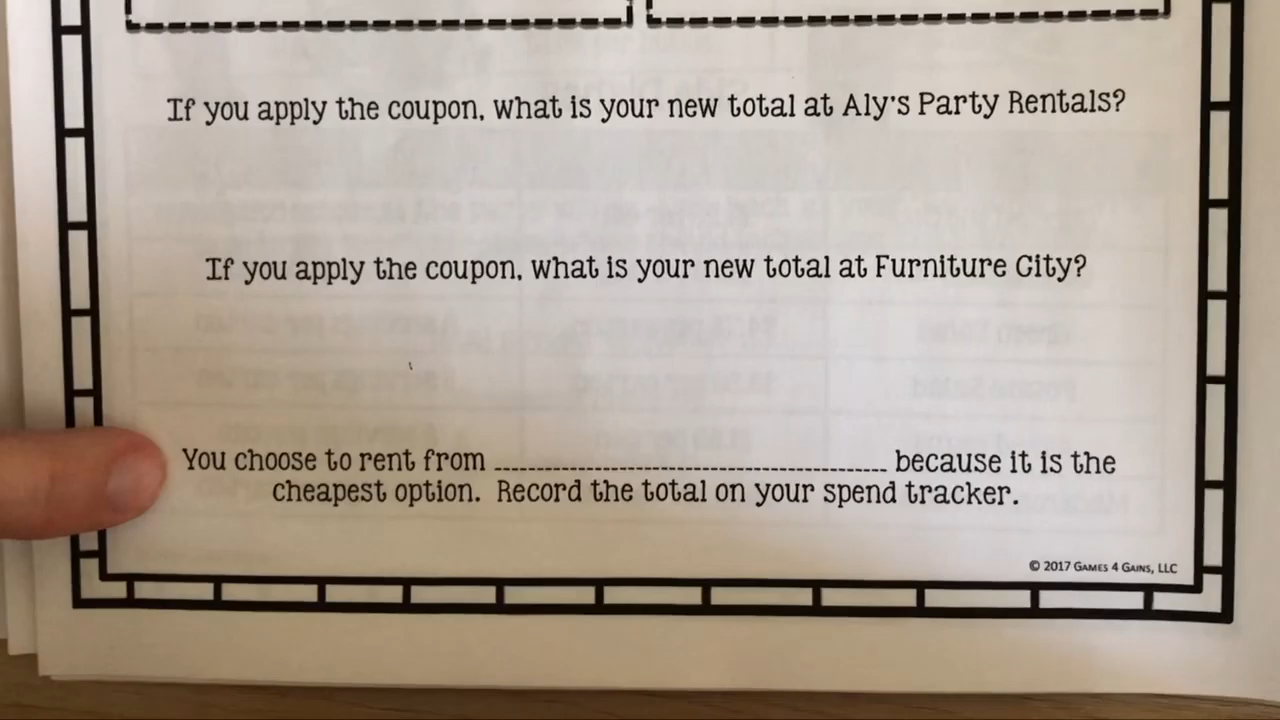 If you apply the coupon, what is your new total at Aly's Party Rentals?
If you apply the coupon, what is your new total at Furniture City?
You choose to rent from ______________________ because it is the
cheapest option. Record the total on your spend tracker.
© 2017 Games 4 Gains, LLC